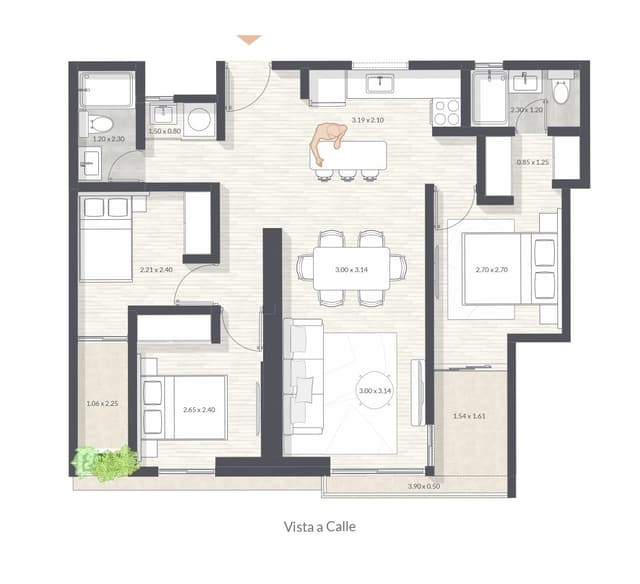 3.19 x 2.10
2.30 x 1.20
1.50 x 0.80
1.20 x 2.30
0.85 x 1.25
2.21 x 2.40
3.00 x 3.14
2.70 x 2.70
3.00 x 3.14
1.06 x 2.25
2.65 x 2.40
1.54 x 1.61
3.90 x 0.50
Vista a Calle